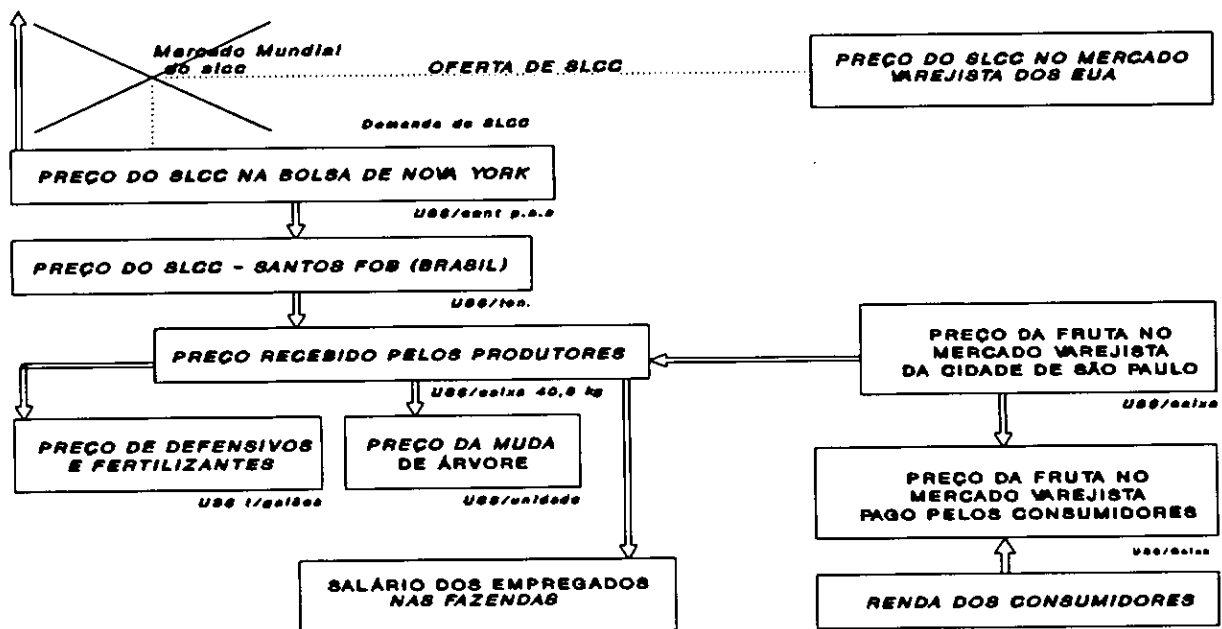 Mercado Mundial
do slcc
OFERTA DE SLCC
PREÇO DO SLCC NO MERCADO
VAREJISTA DOS EUA
Demanda de SLCC
PREÇO DO SLCC NA BOLSA DE NOVA YORK
US$/cent p.s.s
PREÇO DO SLCC - SANTOS FOB (BRASIL)
US$/ton.
PREÇO RECEBIDO PELOS PRODUTORES
US$/caixa 40,8 kg
PREÇO DA FRUTA NO
MERCADO VAREJISTA
DA CIDADE DE SÃO PAULO
US$/caixa
PREÇO DE DEFENSIVOS
E FERTILIZANTES
US$ t/galões
PREÇO DA MUDA
DE ÁRVORE
US$/unidade
PREÇO DA FRUTA NO
MERCADO VAREJISTA
PAGO PELOS CONSUMIDORES
US$/caixa
SALÁRIO DOS EMPREGADOS
NAS FAZENDAS
RENDA DOS CONSUMIDORES